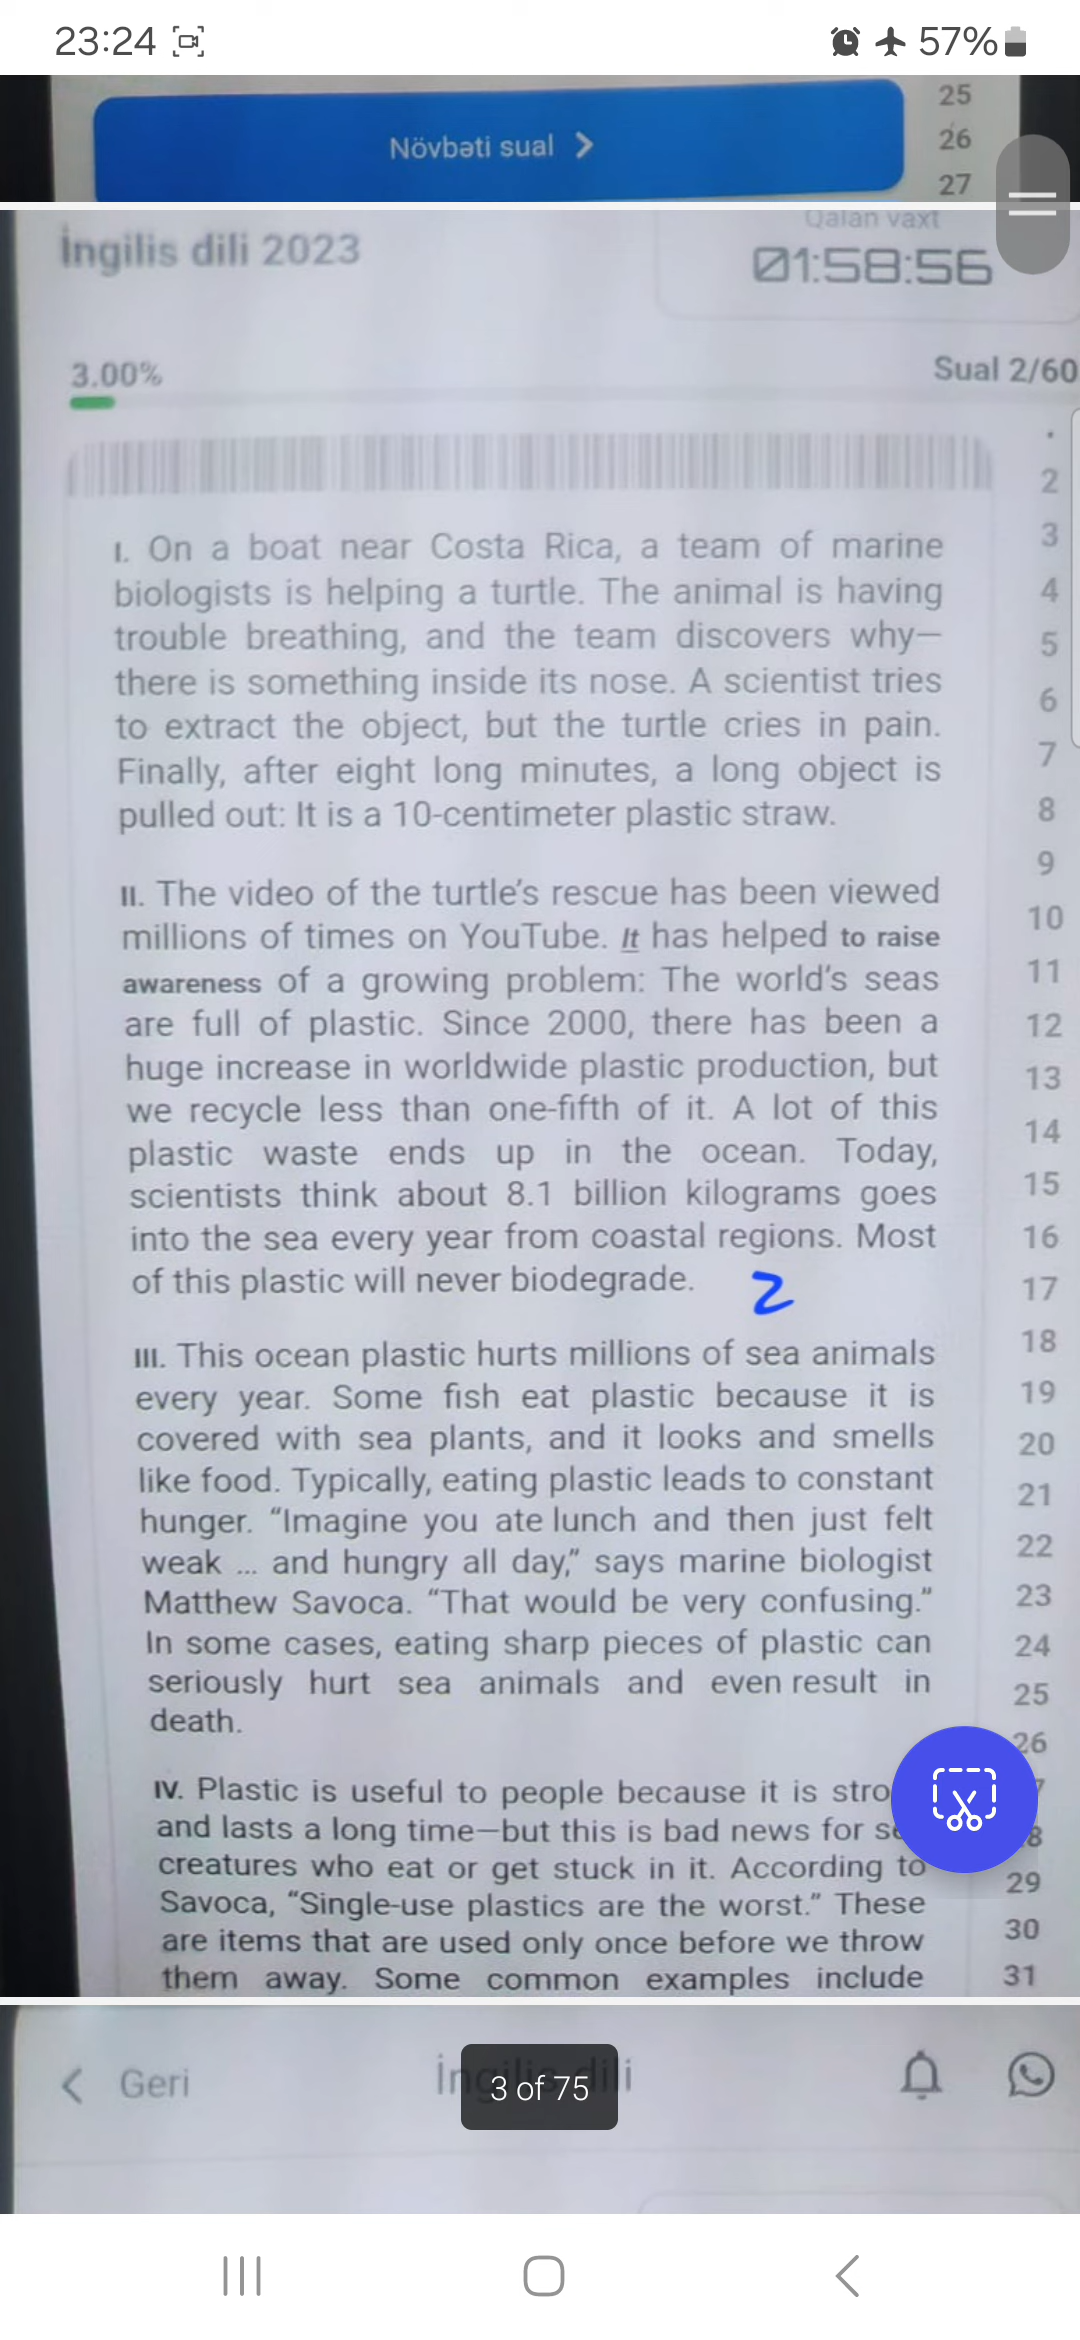 23:24
57%
Növbəti sual
25
26
27
Qalan vaxt
İngilis dili 2023
01:58:56
3.00%
Sual 2/60
2
3
4
5
6
7
8
9
10
11
12
13
14
15
16
17
18
19
20
21
22
23
24
25
26
29
30
31
I. On a boat near Costa Rica, a team of marine
biologists is helping a turtle. The animal is having
trouble breathing, and the team discovers why—
there is something inside its nose. A scientist tries
to extract the object, but the turtle cries in pain.
Finally, after eight long minutes, a long object is
pulled out: It is a 10-centimeter plastic straw.
II. The video of the turtle's rescue has been viewed
millions of times on YouTube. It has helped to raise
awareness of a growing problem: The world's seas
are full of plastic. Since 2000, there has been a
huge increase in worldwide plastic production, but
we recycle less than one-fifth of it. A lot of this
plastic waste ends up in the ocean. Today,
scientists think about 8.1 billion kilograms goes
into the sea every year from coastal regions. Most
of this plastic will never biodegrade.
2
III. This ocean plastic hurts millions of sea animals
every year. Some fish eat plastic because it is
covered with sea plants, and it looks and smells
like food. Typically, eating plastic leads to constant
hunger. “Imagine you ate lunch and then just felt
weak ... and hungry all day,” says marine biologist
Matthew Savoca. “That would be very confusing.”
In some cases, eating sharp pieces of plastic can
seriously hurt sea animals and even result in
death.
IV. Plastic is useful to people because it is
and lasts a long time—but this is bad news for
creatures who eat or get stuck in it. According to
Savoca, “Single-use plastics are the worst.” These
are items that are used only once before we throw
them away. Some common examples include
Geri
İngilis dili
3 of 75